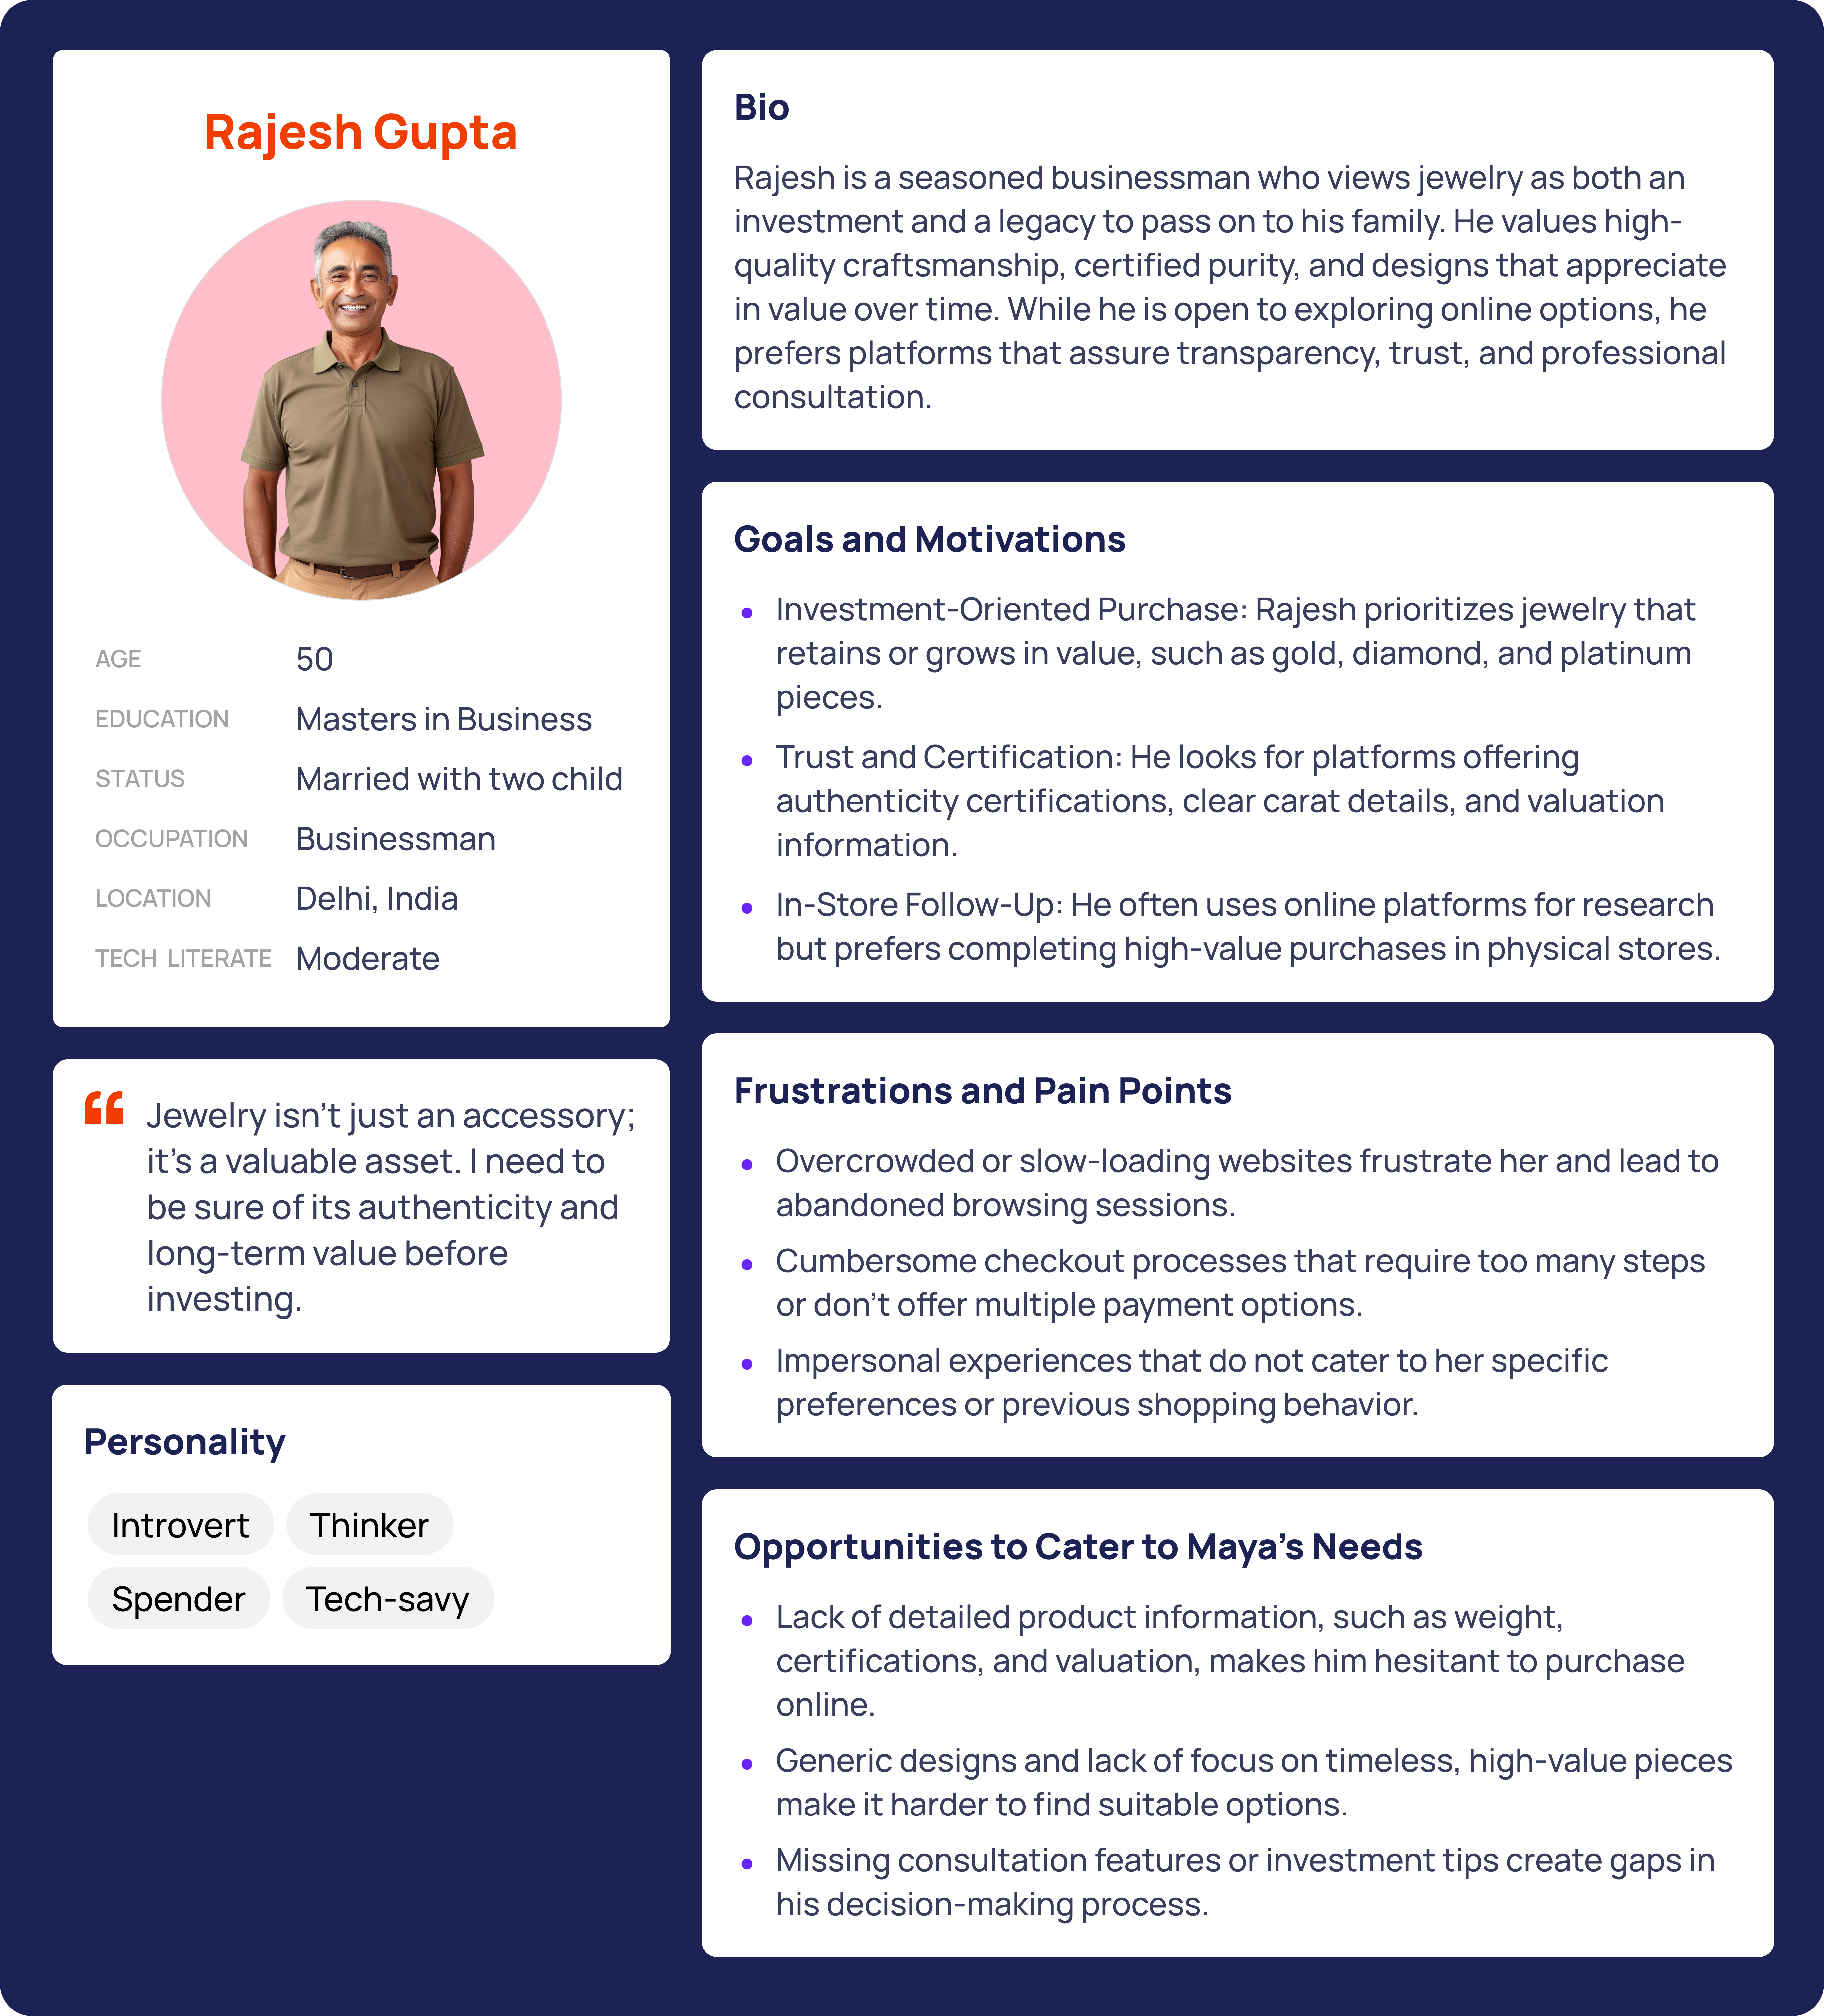 Rajesh Gupta
AGE 50
EDUCATION Masters in Business
STATUS Married with two child
OCCUPATION Businessman
LOCATION Delhi, India
TECH LITERATE Moderate
“ Jewelry isn’t just an accessory;
it’s a valuable asset. I need to
be sure of its authenticity and
long-term value before
investing.
Personality
Introvert Thinker
Spender Tech-savy
Bio
Rajesh is a seasoned businessman who views jewelry as both an
investment and a legacy to pass on to his family. He values high-
quality craftsmanship, certified purity, and designs that appreciate
in value over time. While he is open to exploring online options, he
prefers platforms that assure transparency, trust, and professional
consultation.
Goals and Motivations
• Investment-Oriented Purchase: Rajesh prioritizes jewelry that
retains or grows in value, such as gold, diamond, and platinum
pieces.
• Trust and Certification: He looks for platforms offering
authenticity certifications, clear carat details, and valuation
information.
• In-Store Follow-Up: He often uses online platforms for research
but prefers completing high-value purchases in physical stores.
Frustrations and Pain Points
• Overcrowded or slow-loading websites frustrate her and lead to
abandoned browsing sessions.
• Cumbersome checkout processes that require too many steps
or don’t offer multiple payment options.
• Impersonal experiences that do not cater to her specific
preferences or previous shopping behavior.
Opportunities to Cater to Maya’s Needs
• Lack of detailed product information, such as weight,
certifications, and valuation, makes him hesitant to purchase
online.
• Generic designs and lack of focus on timeless, high-value pieces
make it harder to find suitable options.
• Missing consultation features or investment tips create gaps in
his decision-making process.